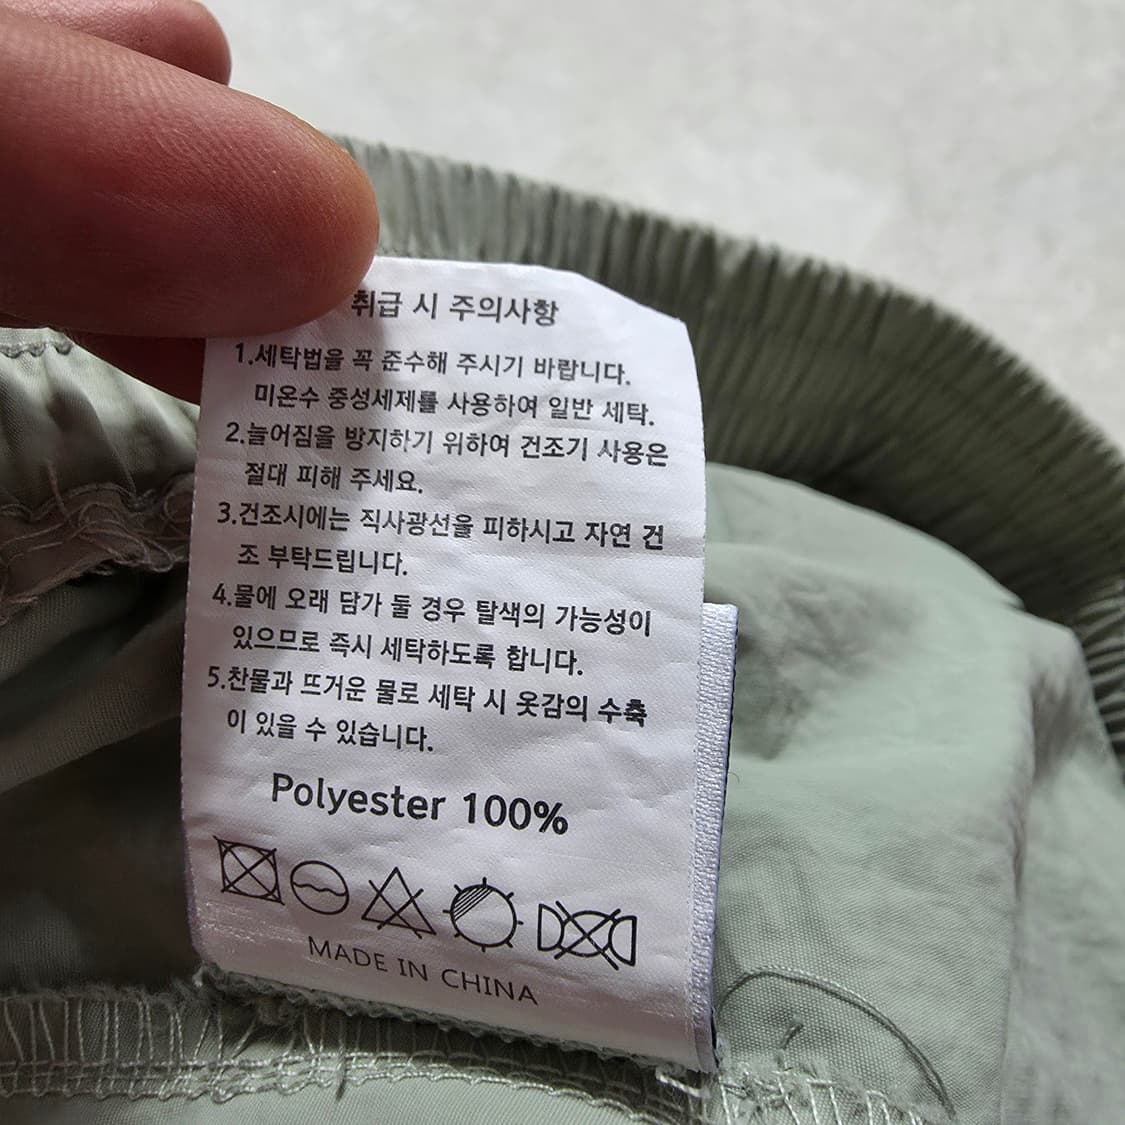 취급 시 주의사항
1.세탁법을 꼭 준수해 주시기 바랍니다.
미온수 중성세제를 사용하여 일반 세탁.
2.늘어짐을 방지하기 위하여 건조기 사용은
절대 피해 주세요.
3.건조시에는 직사광선을 피하시고 자연 건
조 부탁드립니다.
4.물에 오래 담가 둘 경우 탈색의 가능성이
있으므로 즉시 세탁하도록 합니다.
5.찬물과 뜨거운 물로 세탁 시 옷감의 수축
이 있을 수 있습니다.
Polyester 100%
MADE IN CHINA